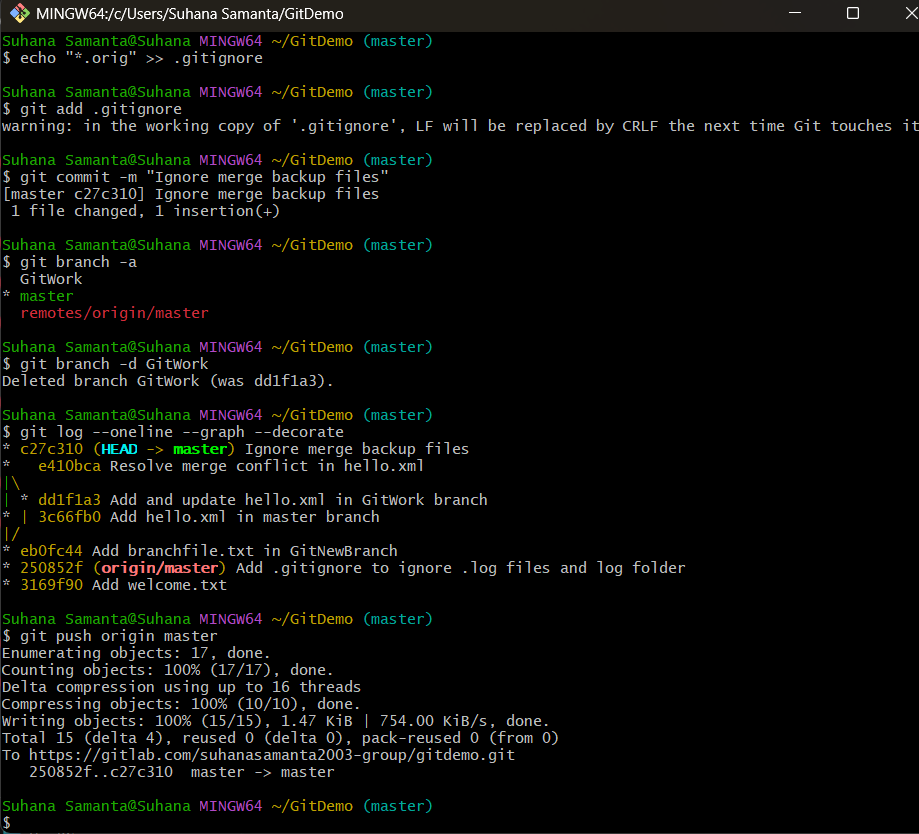 MINGW64:/c/Users/Suhana Samanta/GitDemo
Suhana Samanta@Suhana MINGW64 ~/GitDemo (master)
$ echo "*.orig" >> .gitignore
Suhana Samanta@Suhana MINGW64 ~/GitDemo (master)
$ git add .gitignore
warning: in the working copy of '.gitignore', LF will be replaced by CRLF the next time Git touches it
Suhana Samanta@Suhana MINGW64 ~/GitDemo (master)
$ git commit -m "Ignore merge backup files"
[master c27c310] Ignore merge backup files
 1 file changed, 1 insertion(+)
Suhana Samanta@Suhana MINGW64 ~/GitDemo (master)
$ git branch -a
  GitWork
* master
  remotes/origin/master
Suhana Samanta@Suhana MINGW64 ~/GitDemo (master)
$ git branch -d GitWork
Deleted branch GitWork (was dd1f1a3).
Suhana Samanta@Suhana MINGW64 ~/GitDemo (master)
$ git log --oneline --graph --decorate
* c27c310 (HEAD -> master) Ignore merge backup files
*   e410bca Resolve merge conflict in hello.xml
|\
| * dd1f1a3 Add and update hello.xml in GitWork branch
* | 3c66fb0 Add hello.xml in master branch
|/
* eb0fc44 Add branchfile.txt in GitNewBranch
* 250852f (origin/master) Add .gitignore to ignore .log files and log folder
* 3169f90 Add welcome.txt
Suhana Samanta@Suhana MINGW64 ~/GitDemo (master)
$ git push origin master
Enumerating objects: 17, done.
Counting objects: 100% (17/17), done.
Delta compression using up to 16 threads
Compressing objects: 100% (10/10), done.
Writing objects: 100% (15/15), 1.47 KiB | 754.00 KiB/s, done.
Total 15 (delta 4), reused 0 (delta 0), pack-reused 0 (from 0)
To https://gitlab.com/suhanasamanta2003-group/gitdemo.git
   250852f..c27c310  master -> master
Suhana Samanta@Suhana MINGW64 ~/GitDemo (master)
$